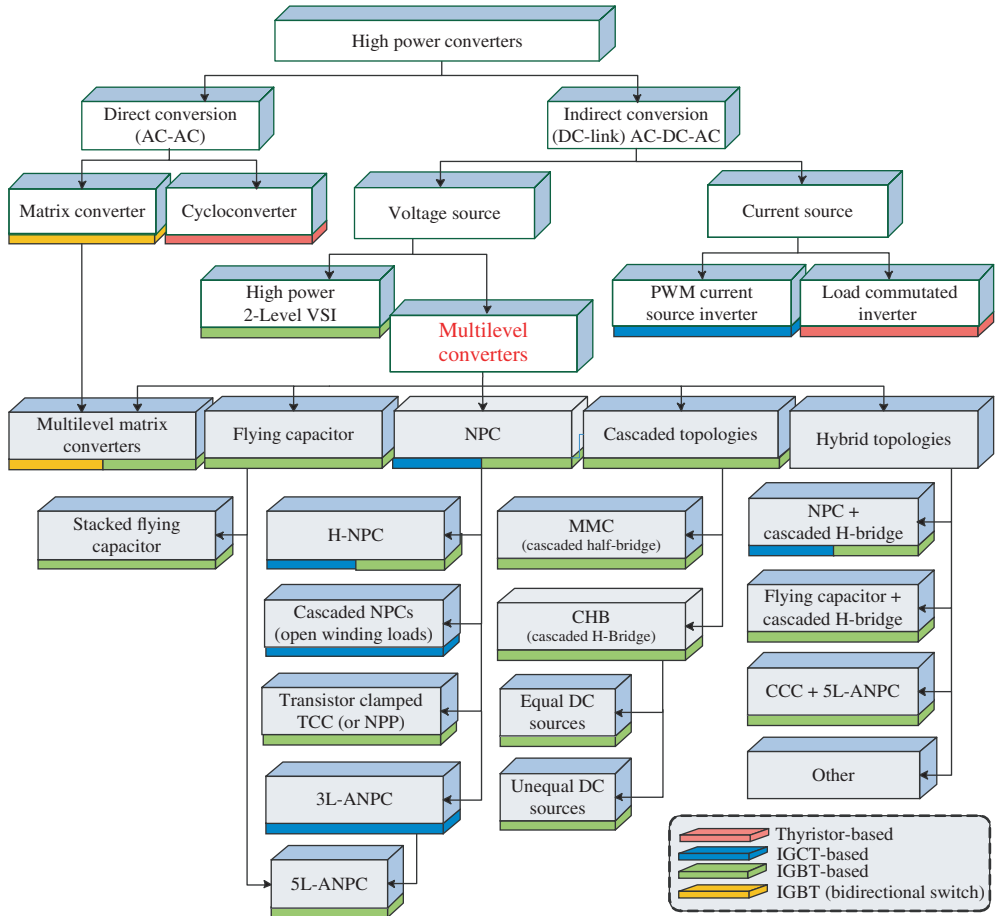 High power converters
Direct conversion
(AC-AC)
Indirect conversion
(DC-link) AC-DC-AC
Matrix converter
Cycloconverter
Voltage source
Current source
High power
2-Level VSI
Multilevel
converters
PWM current
source inverter
Load commutated
inverter
Multilevel matrix
converters
Flying capacitor
NPC
Cascaded topologies
Hybrid topologies
Stacked flying
capacitor
H-NPC
MMC
(cascaded half-bridge)
NPC +
cascaded H-bridge
Cascaded NPCs
(open winding loads)
CHB
(cascaded H-Bridge)
Flying capacitor +
cascaded H-bridge
Transistor clamped
TCC (or NPP)
Equal DC
sources
CCC + 5L-ANPC
3L-ANPC
Unequal DC
sources
Other
5L-ANPC
Thyristor-based
IGCT-based
IGBT-based
IGBT (bidirectional switch)